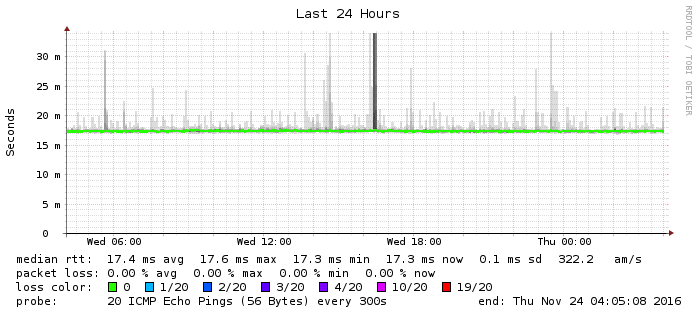 Last 24 Hours
RRDTOOL / TOBI OETIKER
Seconds
30 m
25 m
20 m
15 m
10 m
5 m
0
Wed 06:00 Wed 12:00 Wed 18:00 Thu 00:00
median rtt: 17.4 ms avg 17.6 ms max 17.3 ms min 17.3 ms now 0.1 ms sd 322.2 am/s
packet loss: 0.00 % avg 0.00 % max 0.00 % min 0.00 % now
loss color: 0 1/20 2/20 3/20 4/20 10/20 19/20
probe: 20 ICMP Echo Pings (56 Bytes) every 300s end: Thu Nov 24 04:05:08 2016